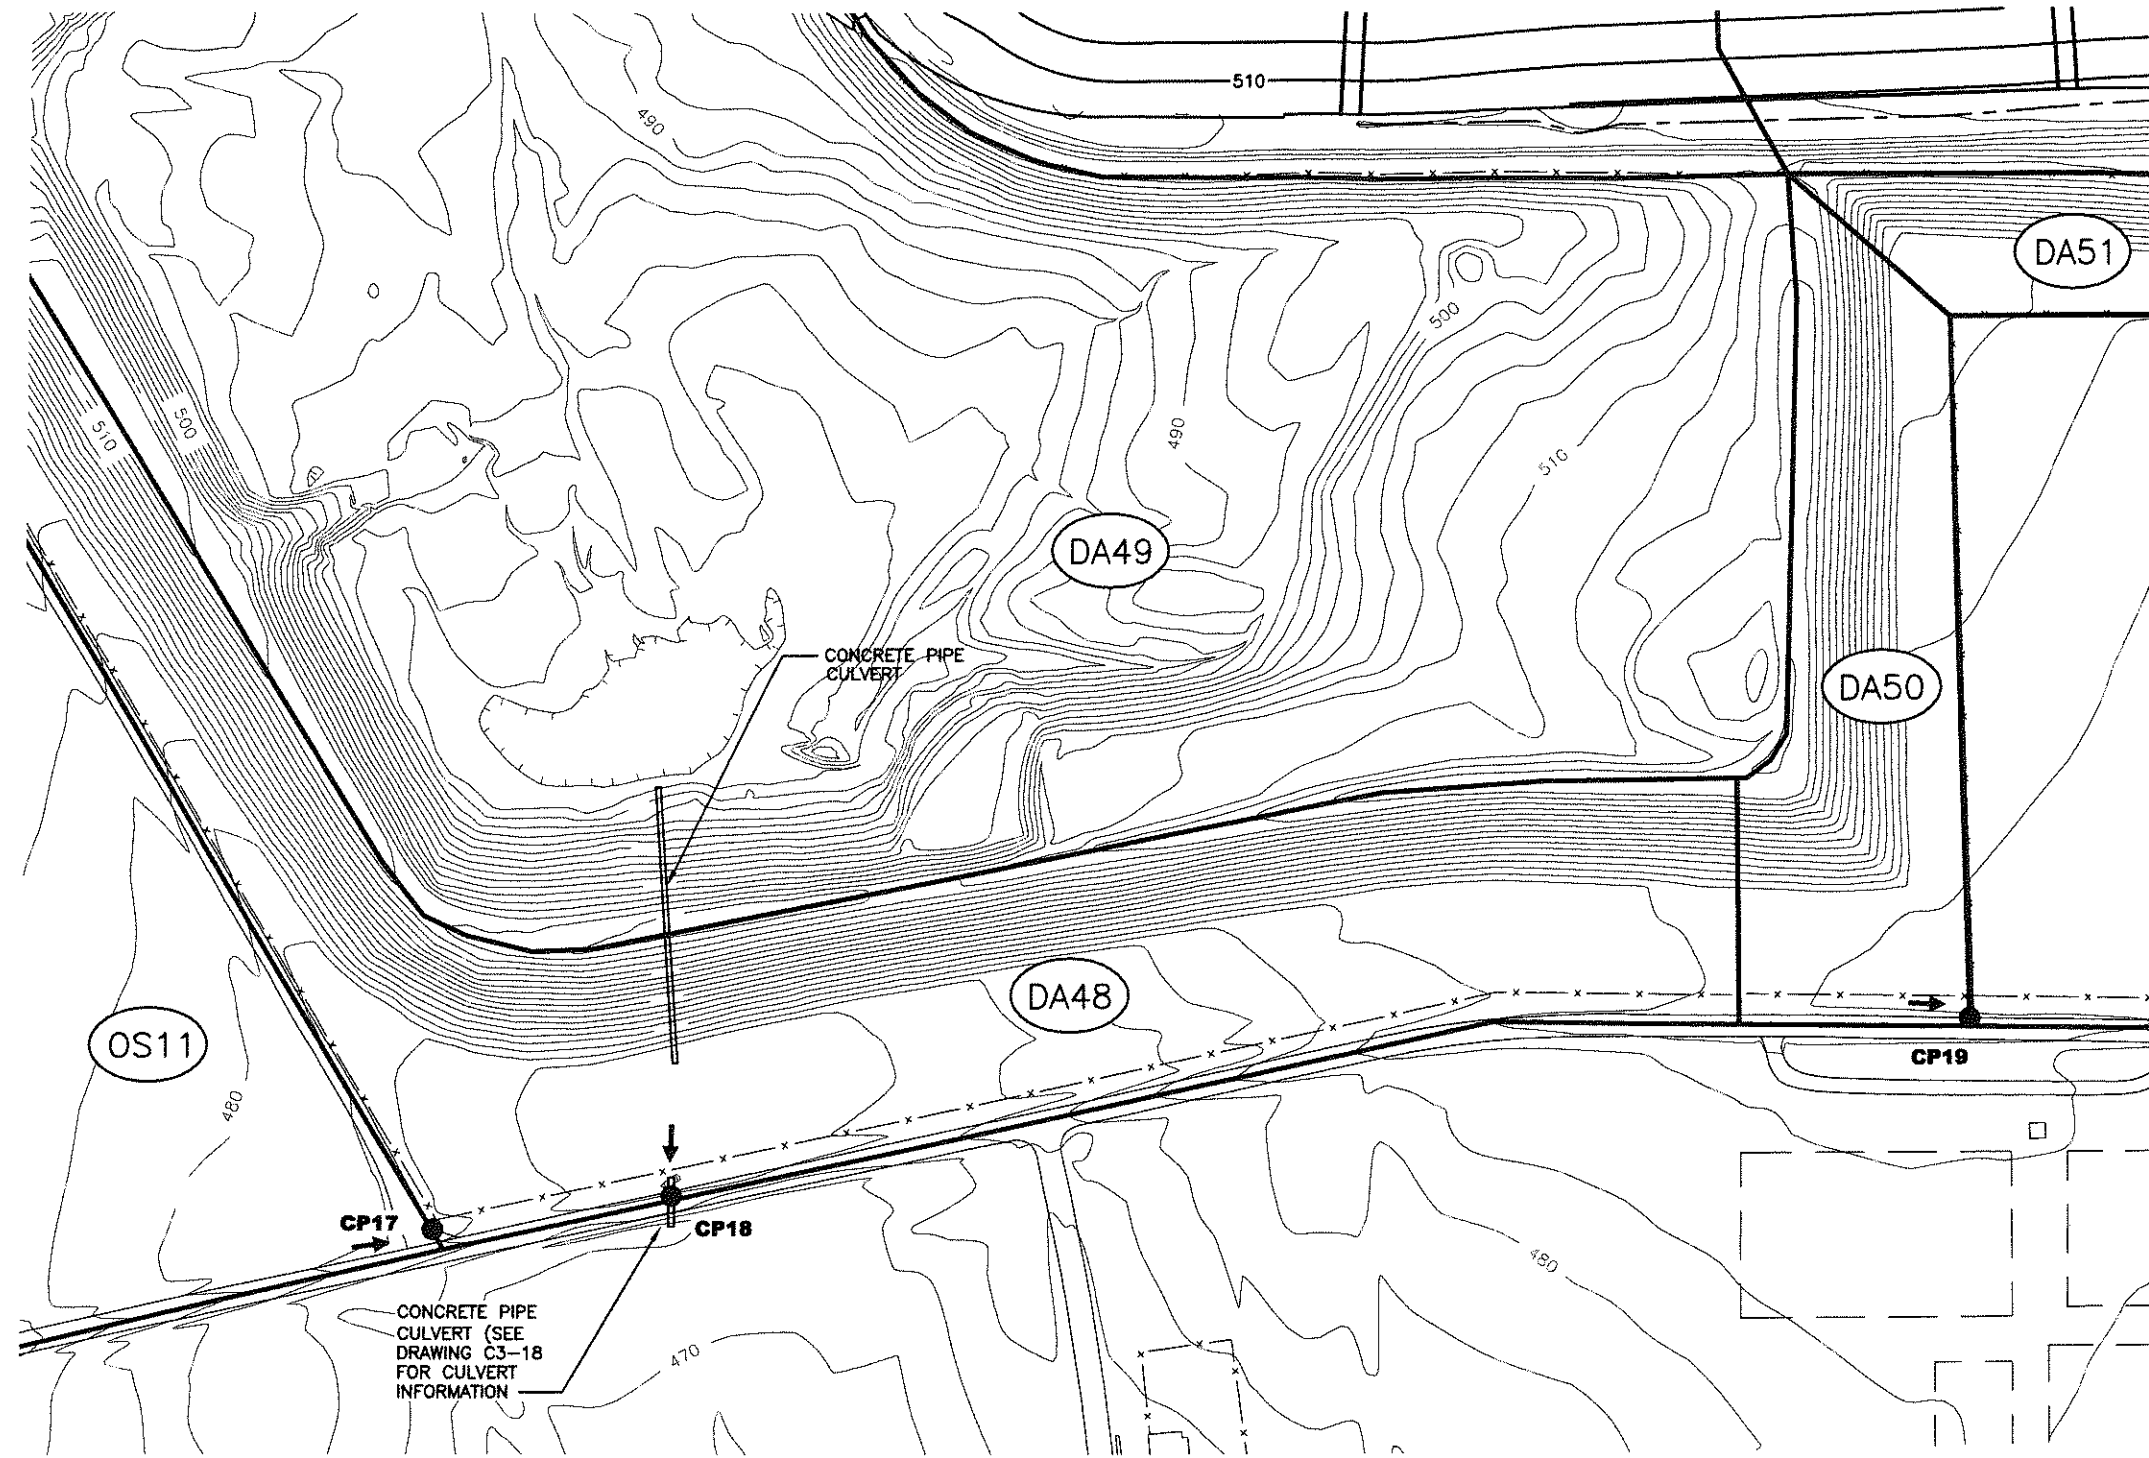 510
490
DA51
500
510
500
490
510
DA49
CONCRETE PIPE
CULVERT
DA50
DA48
OS11
CP19
480
CP17
CP18
480
CONCRETE PIPE
CULVERT (SEE
DRAWING C3-18
FOR CULVERT
INFORMATION
470